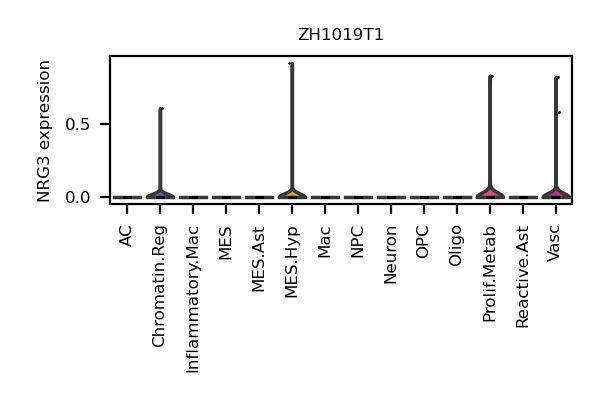 ZH1019T1
NRG3 expression
0.5
0.0
AC
Chromatin.Reg
Inflammatory.Mac
MES
MES.Ast
MES.Hyp
Mac
NPC
Neuron
OPC
Oligo
Prolif.Metab
Reactive.Ast
Vasc